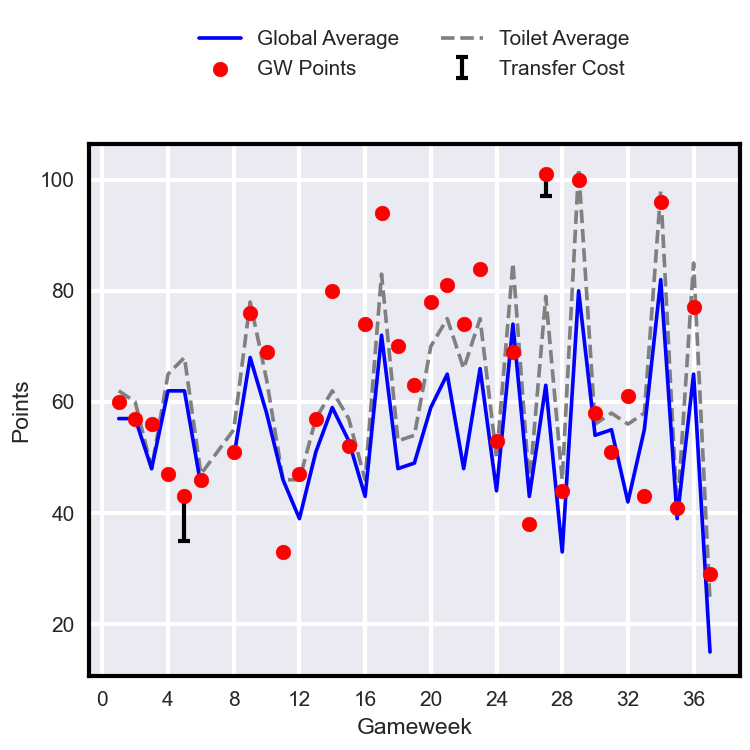 Global Average
Toilet Average
GW Points
Transfer Cost
100
80
60
40
20
Points
0 4 8 12 16 20 24 28 32 36
Gameweek